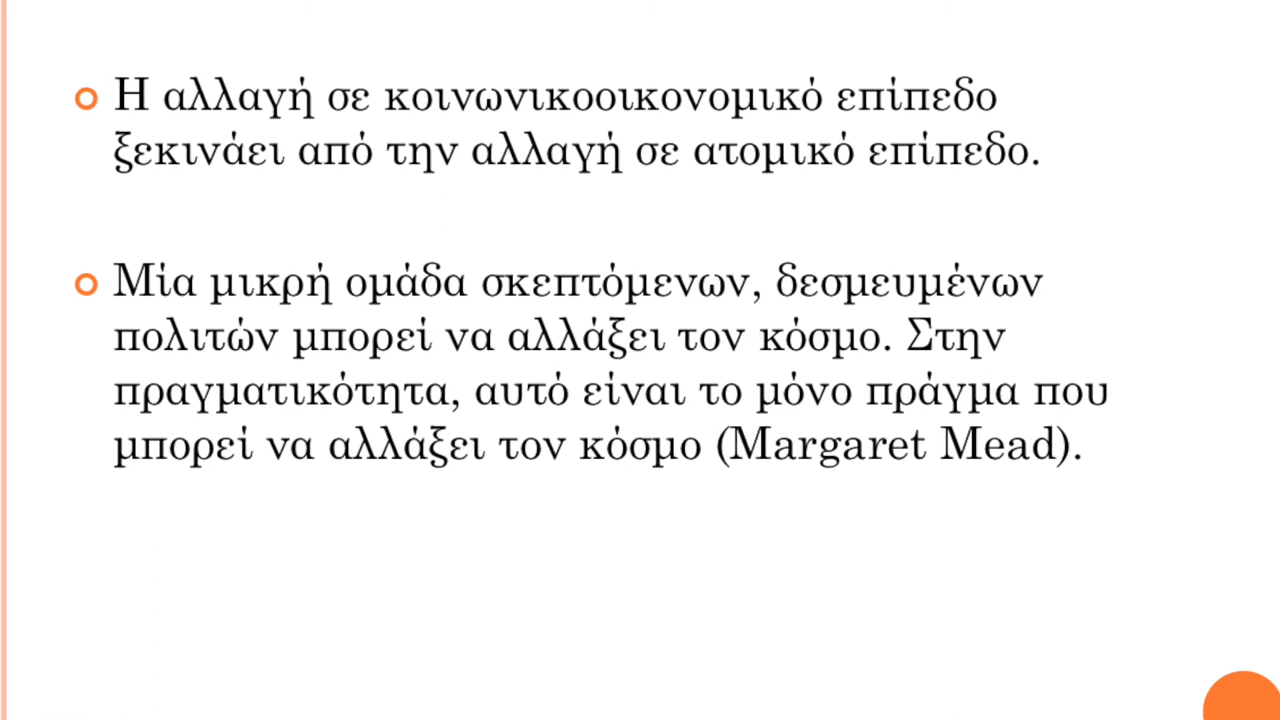 Η αλλαγή σε κοινωνικοοικονομικό επίπεδο
ξεκινάει από την αλλαγή σε ατομικό επίπεδο.
Μία μικρή ομάδα σκεπτόμενων, δεσμευμένων
πολιτών μπορεί να αλλάξει τον κόσμο. Στην
πραγματικότητα, αυτό είναι το μόνο πράγμα που
μπορεί να αλλάξει τον κόσμο (Margaret Mead).